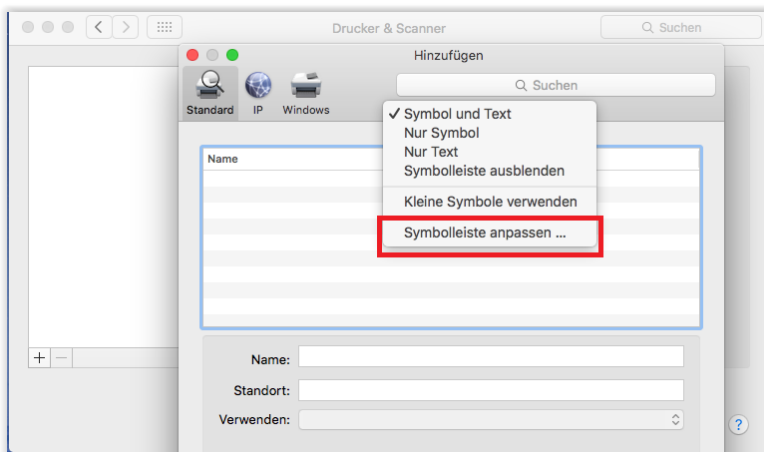 Drucker & Scanner
Suchen
Hinzufügen
Suchen
Standard
IP
Windows
✓ Symbol und Text
Nur Symbol
Nur Text
Symbolleiste ausblenden
Kleine Symbole verwenden
Symbolleiste anpassen ...
Name
Name:
Standort:
Verwenden:
?